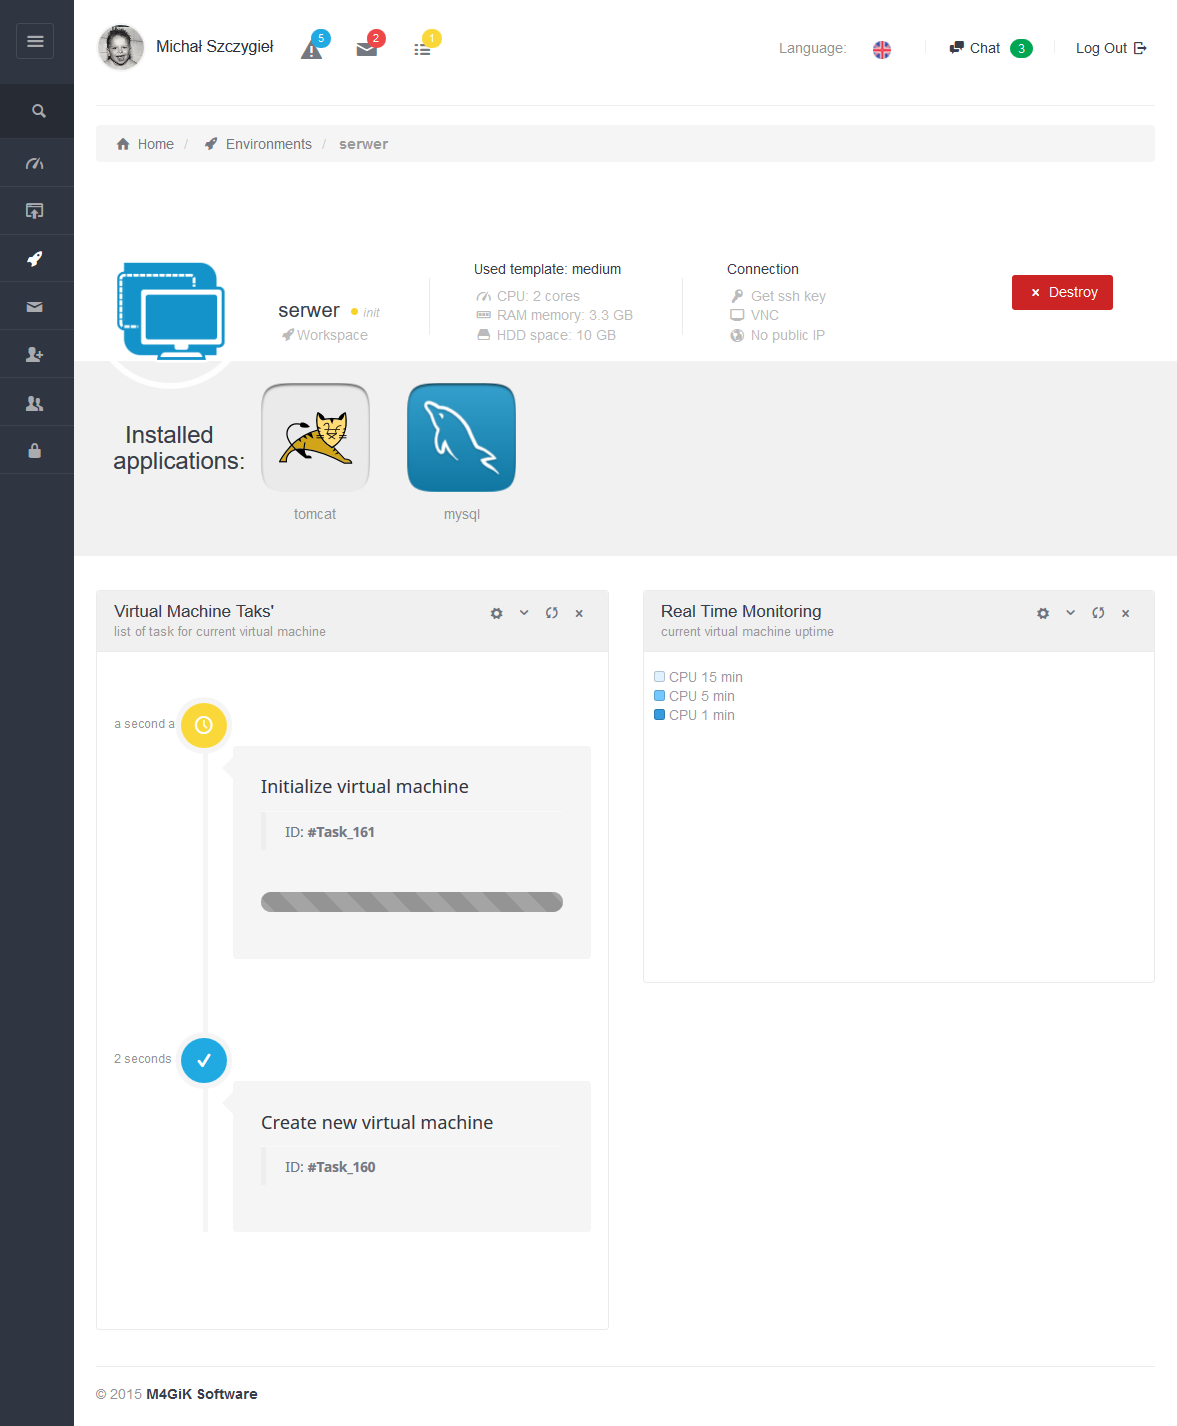 Michał Szczygieł 5 2 1 Language: Chat 3 Log Out
Home / Environments / serwer
serwer init
Workspace
Used template: medium
CPU: 2 cores
RAM memory: 3.3 GB
HDD space: 10 GB
Connection
Get ssh key
VNC
No public IP
Destroy
Installed
applications:
tomcat
mysql
Virtual Machine Taks'
list of task for current virtual machine
a second a
Initialize virtual machine
ID: #Task_161
2 seconds
Create new virtual machine
ID: #Task_160
Real Time Monitoring
current virtual machine uptime
CPU 15 min
CPU 5 min
CPU 1 min
© 2015 M4GiK Software